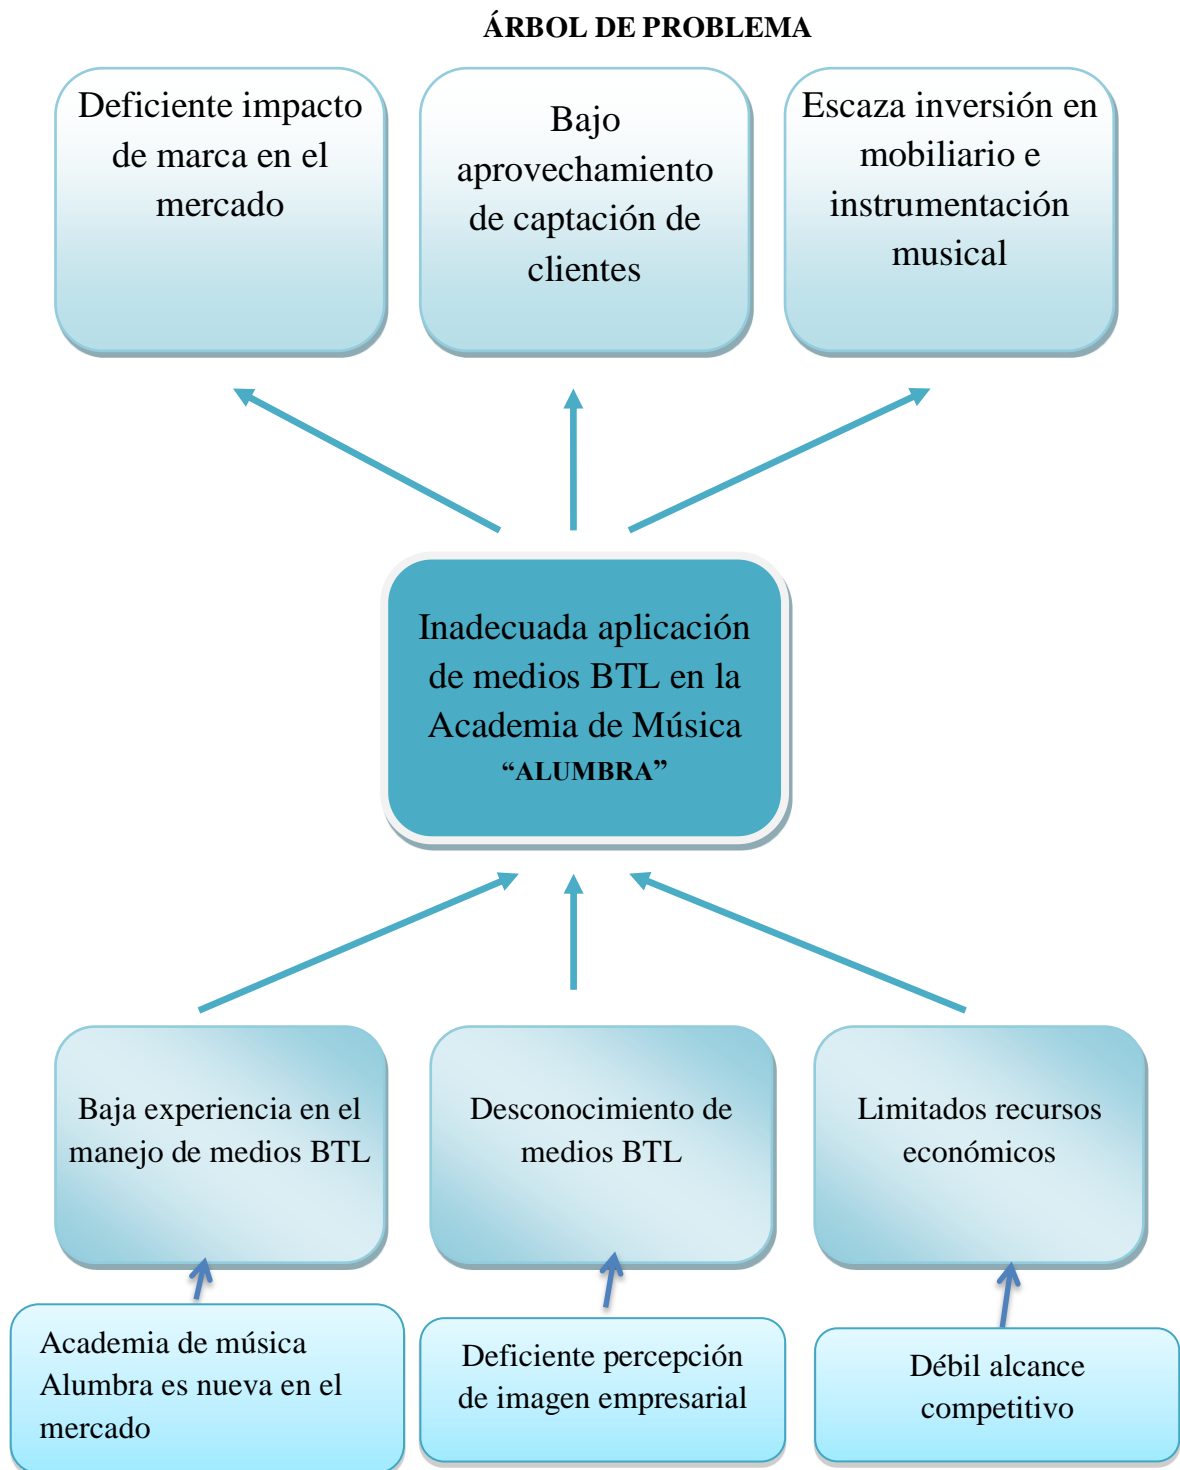 ÁRBOL DE PROBLEMA
Deficiente impacto
de marca en el
mercado
Bajo
aprovechamiento
de captación de
clientes
Escaza inversión en
mobiliario e
instrumentación
musical
Inadecuada aplicación
de medios BTL en la
Academia de Música
“ALUMBRA”
Baja experiencia en el
manejo de medios BTL
Desconocimiento de
medios BTL
Limitados recursos
económicos
Academia de música
Alumbra es nueva en el
mercado
Deficiente percepción
de imagen empresarial
Débil alcance
competitivo